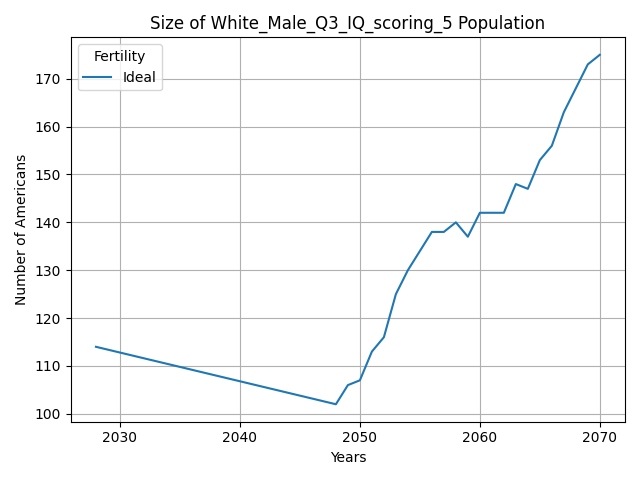 Size of White_Male_Q3_IQ_scoring_5 Population
Fertility
Ideal
Number of Americans
170
160
150
140
130
120
110
100
2030 2040 2050 2060 2070
Years